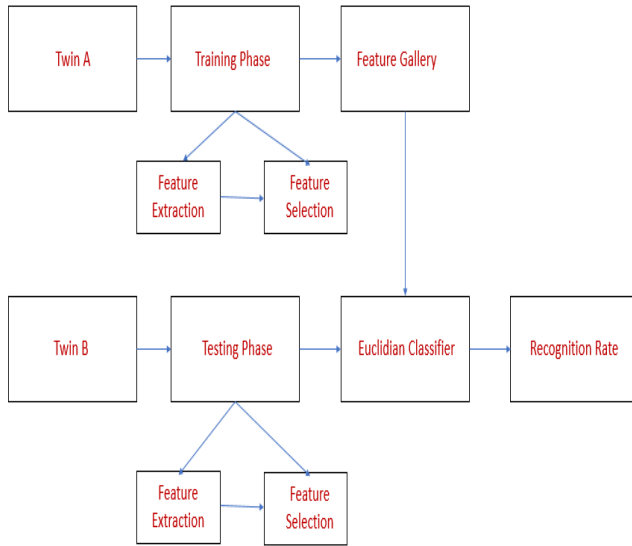 Twin A
Training Phase
Feature Gallery
Feature
Extraction
Feature
Selection
Twin B
Testing Phase
Euclidian Classifier
Recognition Rate
Feature
Extraction
Feature
Selection